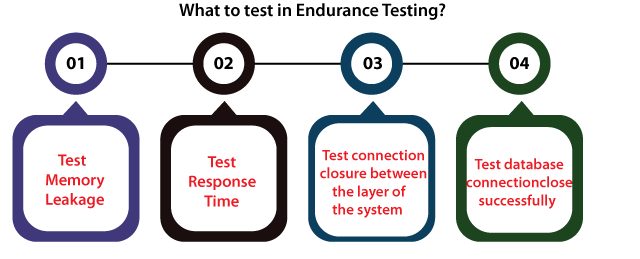 What to test in Endurance Testing?
01
02
03
04
Test
Memory
Leakage
Test
Response
Time
Test connection
closure between
the layer of
the system
Test database
connectionclose
successfully